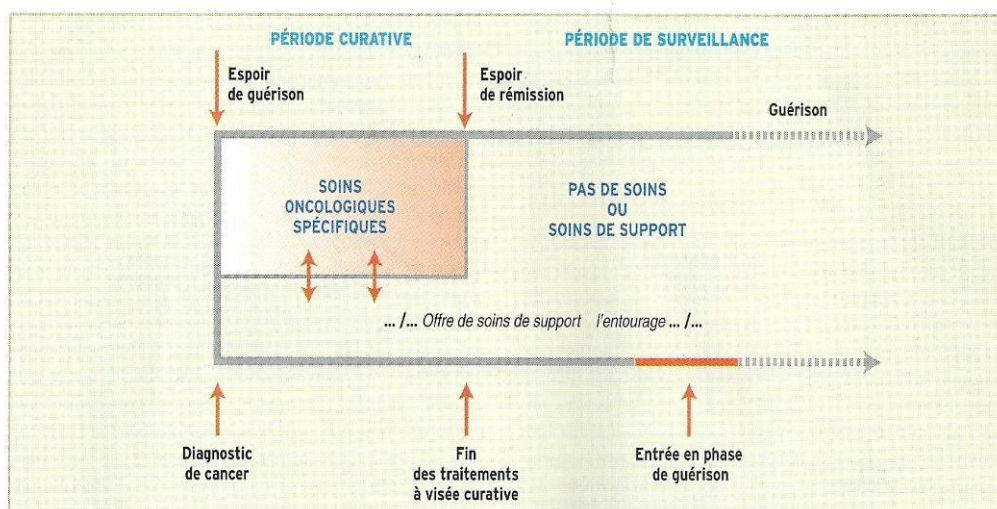 PÉRIODE CURATIVE
PÉRIODE DE SURVEILLANCE
Espoir
de guérison
Espoir
de rémission
Guérison
SOINS
ONCOLOGIQUES
SPÉCIFIQUES
PAS DE SOINS
OU
SOINS DE SUPPORT
... /... Offre de soins de support l'entourage ... /...
Diagnostic
de cancer
Fin
des traitements
à visée curative
Entrée en phase
de guérison